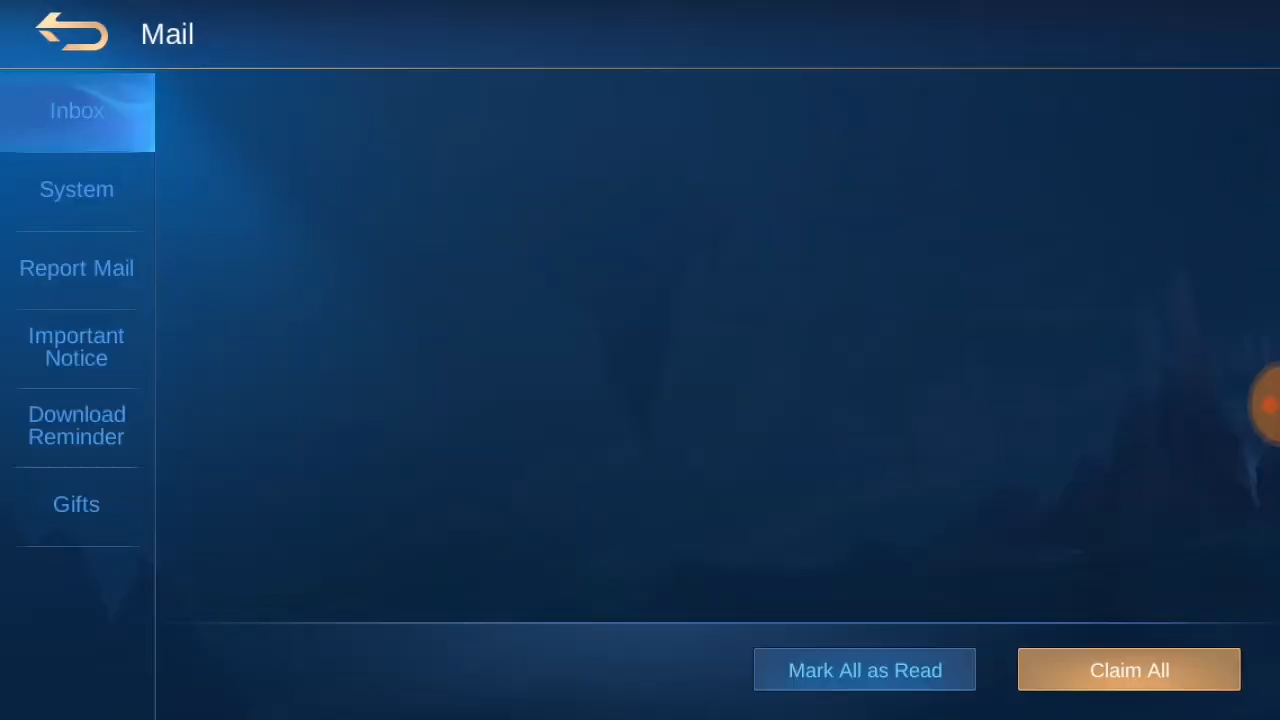 Mail
Inbox
System
Report Mail
Important
Notice
Download
Reminder
Gifts
Mark All as Read
Claim All